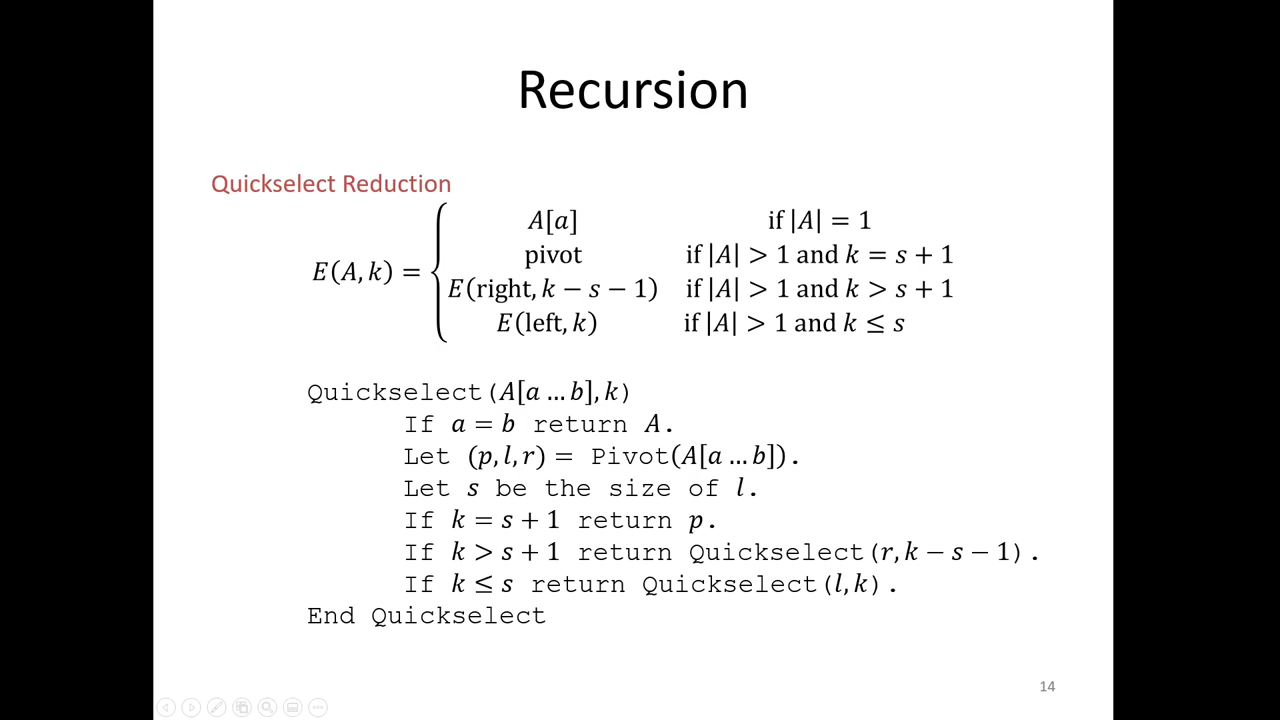 Recursion
Quickselect Reduction
E(A, k) = {
A[a] if |A| = 1
pivot if |A| > 1 and k = s + 1
E(right, k − s − 1) if |A| > 1 and k > s + 1
E(left, k) if |A| > 1 and k ≤ s
Quickselect(A[a … b], k)
If a = b return A.
Let (p, l, r) = Pivot(A[a … b]).
Let s be the size of l.
If k = s + 1 return p.
If k > s + 1 return Quickselect(r, k − s − 1).
If k ≤ s return Quickselect(l, k).
End Quickselect
14